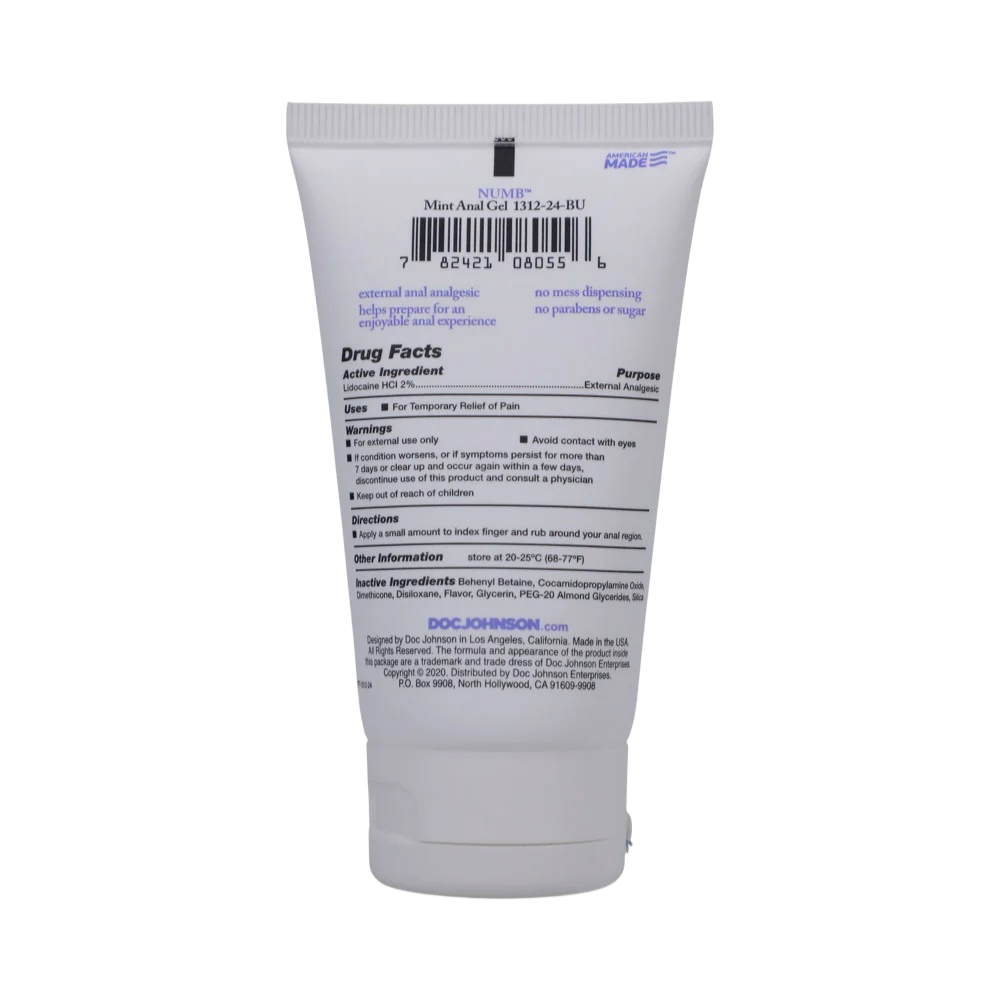 AMERICAN
MADE™
NUMB™
Mint Anal Gel 1312-24-BU
7 82421 08055 6
external anal analgesic
helps prepare for an
enjoyable anal experience
no mess dispensing
no parabens or sugar
Drug Facts
Active Ingredient Purpose
Lidocaine HCl 2%.....External Analgesic
Uses ■ For Temporary Relief of Pain
Warnings
■ For external use only ■ Avoid contact with eyes
■ If condition worsens, or if symptoms persist for more than
7 days or clear up and occur again within a few days,
discontinue use of this product and consult a physician
■ Keep out of reach of children
Directions
■ Apply a small amount to index finger and rub around your anal region.
Other Information store at 20-25°C (68-77°F)
Inactive Ingredients Behenyl Betaine, Cocamidopropylamine Oxide,
Dimethicone, Disiloxane, Flavor, Glycerin, PEG-20 Almond Glycerides, Silica
DOCJOHNSON.com
Designed by Doc Johnson in Los Angeles, California. Made in the USA.
All Rights Reserved. The formula and appearance of the product inside
this package are a trademark and trade dress of Doc Johnson Enterprises.
Copyright © 2020. Distributed by Doc Johnson Enterprises.
P.O. Box 9908, North Hollywood, CA 91609-9908